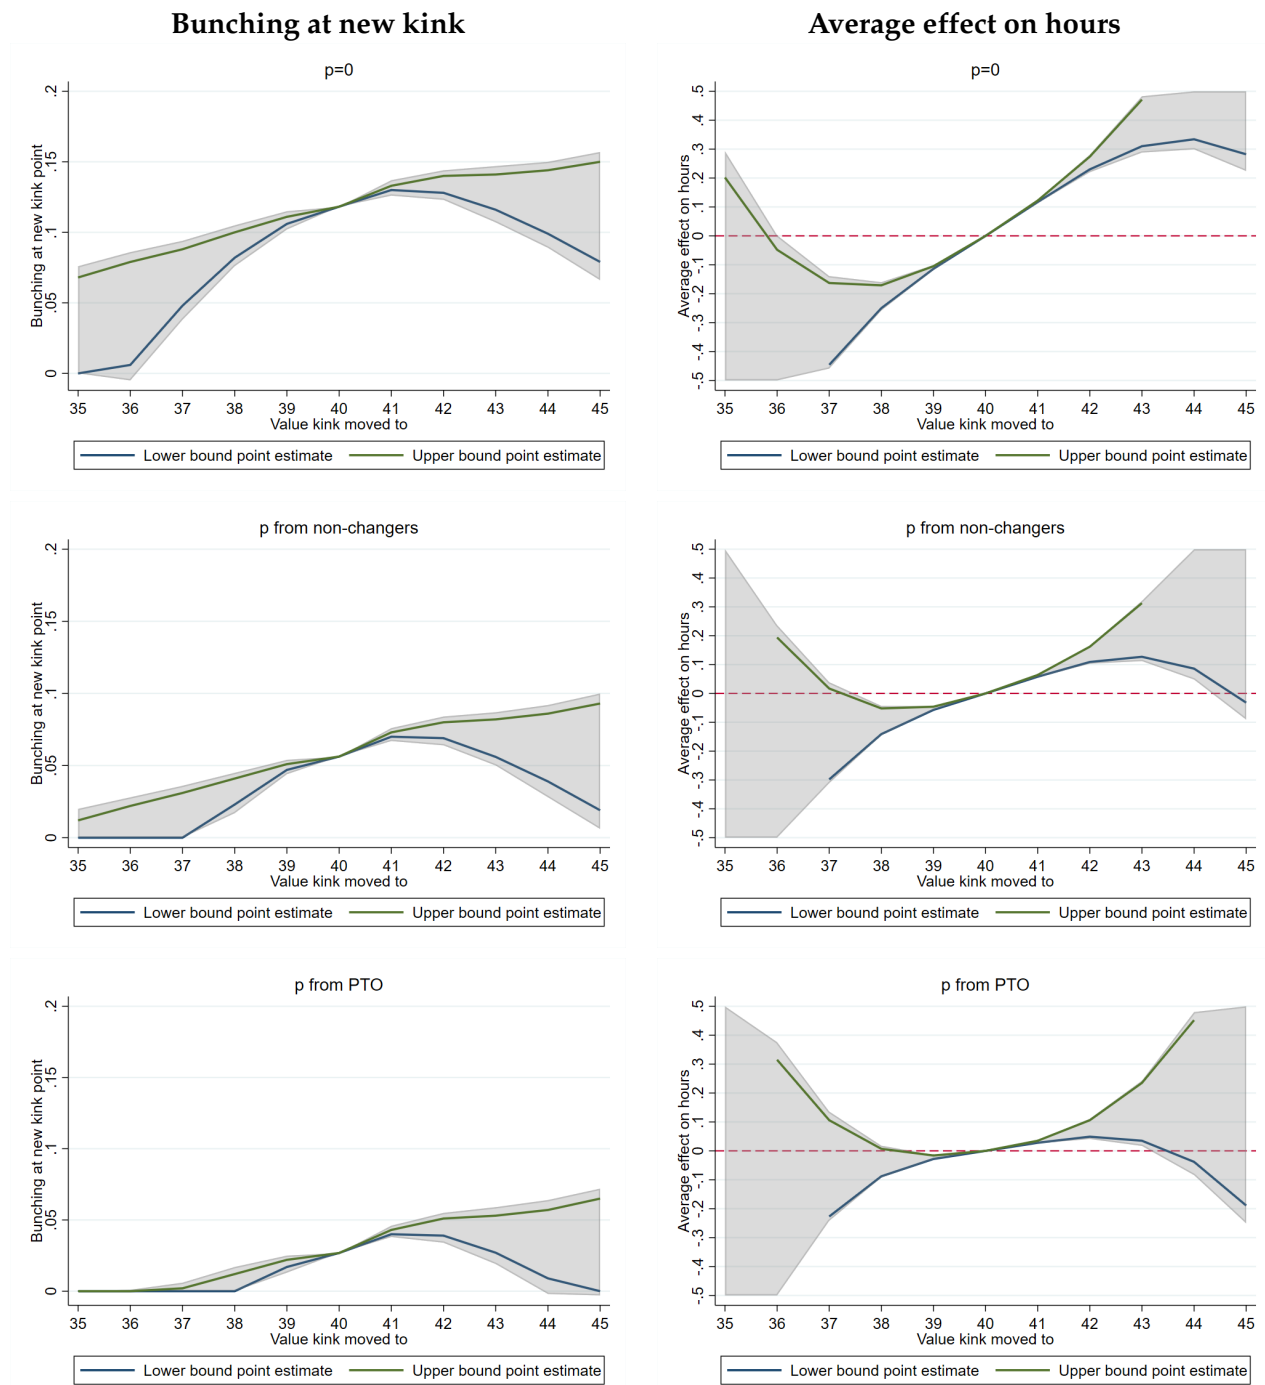 Bunching at new kink
Average effect on hours
p=0
Bunching at new kink point
0 .05 .1 .15 .2
35 36 37 38 39 40 41 42 43 44 45
Value kink moved to
Lower bound point estimate Upper bound point estimate
p=0
Average effect on hours
-.5 -.4 -.3 -.2 -.1 0 .1 .2 .3 .4 .5
35 36 37 38 39 40 41 42 43 44 45
Value kink moved to
Lower bound point estimate Upper bound point estimate
p from non-changers
Bunching at new kink point
0 .05 .1 .15 .2
35 36 37 38 39 40 41 42 43 44 45
Value kink moved to
Lower bound point estimate Upper bound point estimate
p from non-changers
Average effect on hours
-.5 -.4 -.3 -.2 -.1 0 .1 .2 .3 .4 .5
35 36 37 38 39 40 41 42 43 44 45
Value kink moved to
Lower bound point estimate Upper bound point estimate
p from PTO
Bunching at new kink point
0 .05 .1 .15 .2
35 36 37 38 39 40 41 42 43 44 45
Value kink moved to
Lower bound point estimate Upper bound point estimate
p from PTO
Average effect on hours
-.5 -.4 -.3 -.2 -.1 0 .1 .2 .3 .4 .5
35 36 37 38 39 40 41 42 43 44 45
Value kink moved to
Lower bound point estimate Upper bound point estimate